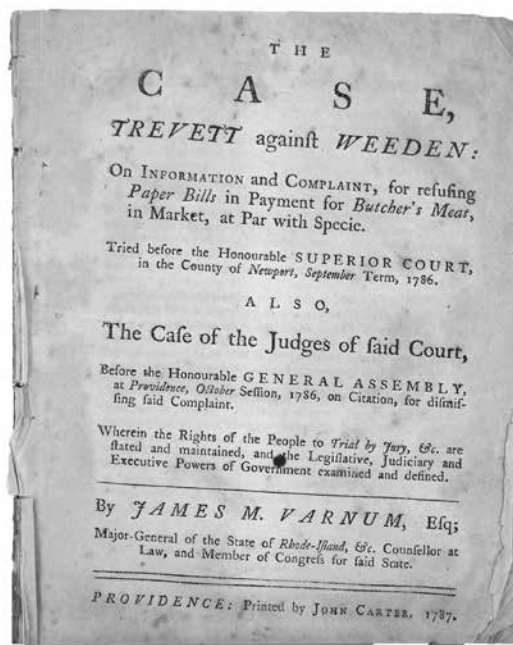 THE
CASE,
TREVETT againſt WEEDEN:
On INFORMATION and COMPLAINT, for refuſing
Paper Bills in Payment for Butcher's Meat,
in Market, at Par with Specie.
Tried before the Honourable SUPERIOR COURT,
in the County of Newport, September Term, 1786.
ALSO,
The Caſe of the Judges of ſaid Court,
Before the Honourable GENERAL ASSEMBLY,
at Providence, October Seſſion, 1786, on Citation, for diſmiſ-
ſing ſaid Complaint.
Wherein the Rights of the People to Trial by Jury, &c. are
ſtated and maintained, and the Legiſlative, Judiciary and
Executive Powers of Government examined and defined.
By JAMES M. VARNUM, Eſq;
Major-General of the State of Rhode-Iſland, &c. Counſellor at
Law, and Member of Congreſs for ſaid State.
PROVIDENCE: Printed by JOHN CARTER, 1787.